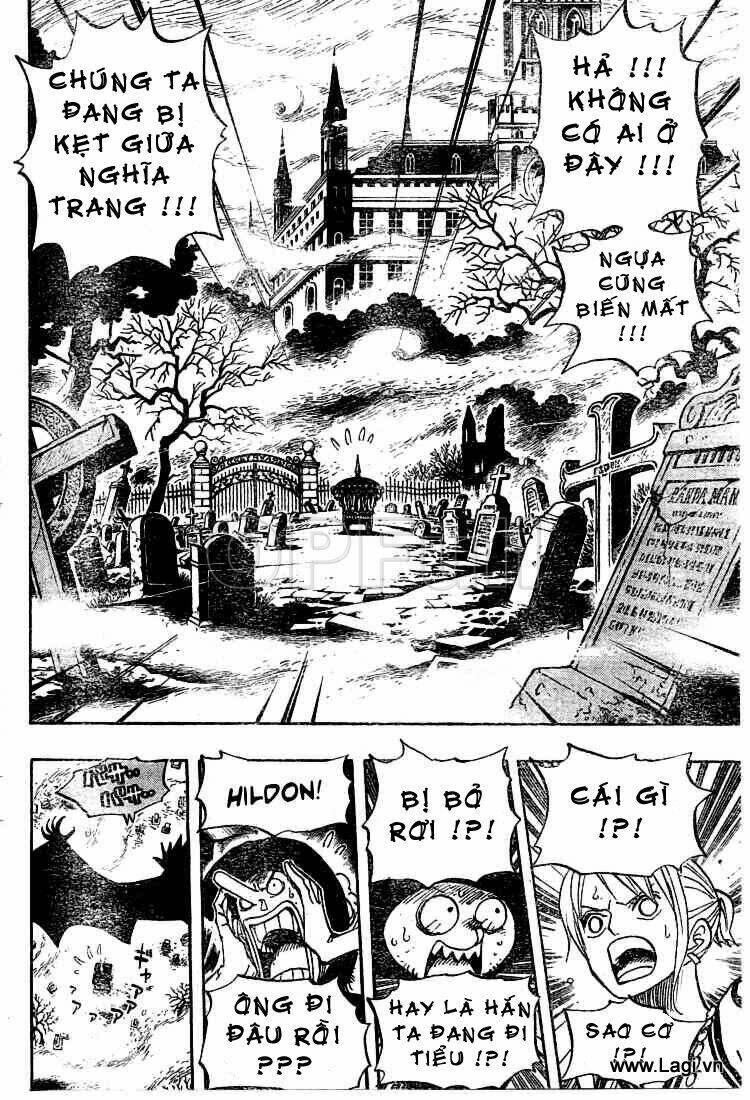 HẢ !!!
KHÔNG
CÓ AI Ở
ĐÂY !!!
NGỰA
CŨNG
BIẾN MẤT
!!!
CHÚNG TA
ĐANG BỊ
KẸT GIỮA
NGHĨA
TRANG !!!
CÁI GÌ
!?!
SAO CƠ
!?!
BỊ BỎ
RƠI !?!
HAY LÀ HẮN
TA ĐANG ĐI
TIỂU !?!
HILDON!
ÔNG ĐI
ĐÂU RỒI
???
www.Lagi.vn